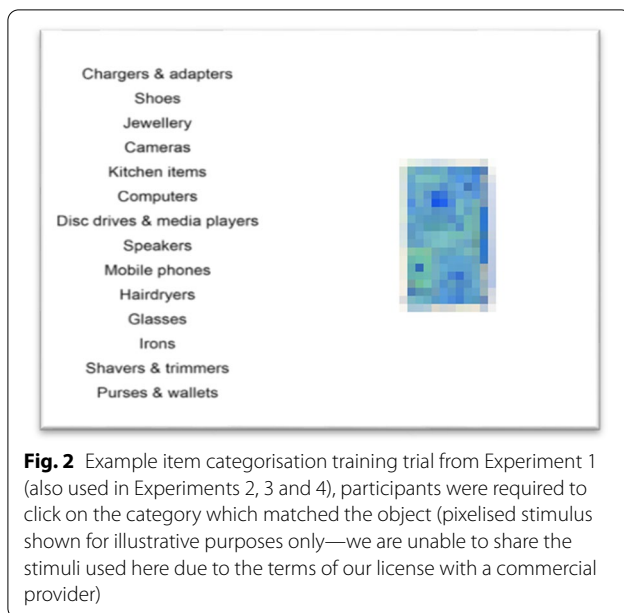 Chargers & adapters
Shoes
Jewellery
Cameras
Kitchen items
Computers
Disc drives & media players
Speakers
Mobile phones
Hairdryers
Glasses
Irons
Shavers & trimmers
Purses & wallets
Fig. 2 Example item categorisation training trial from Experiment 1
(also used in Experiments 2, 3 and 4), participants were required to
click on the category which matched the object (pixelised stimulus
shown for illustrative purposes only—we are unable to share the
stimuli used here due to the terms of our license with a commercial
provider)